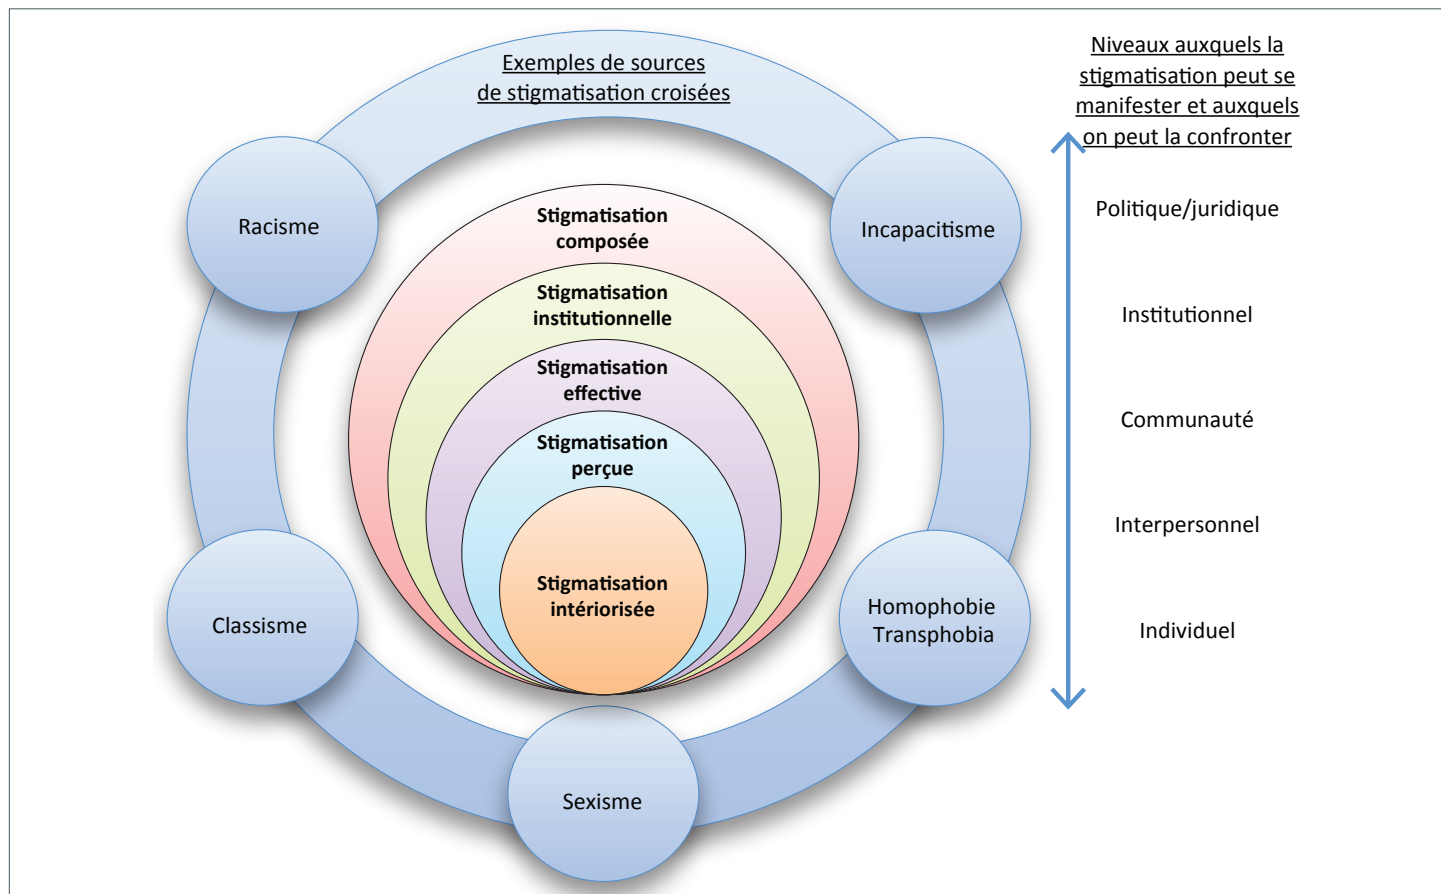 Exemples de sources
de stigmatisation croisées
Racisme
Incapacitisme
Classisme
Homophobie
Transphobia
Sexisme
Stigmatisation
composée
Stigmatisation
institutionnelle
Stigmatisation
effective
Stigmatisation
perçue
Stigmatisation
intériorisée
Niveaux auxquels la
stigmatisation peut se
manifester et auxquels
on peut la confronter
Politique/juridique
Institutionnel
Communauté
Interpersonnel
Individuel